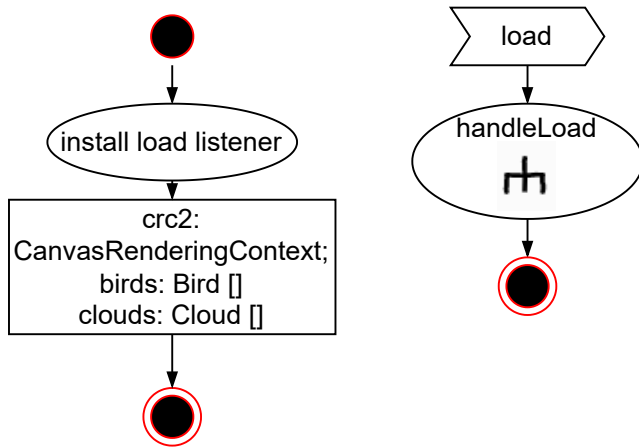 install load listener
crc2:
CanvasRenderingContext;
birds: Bird []
clouds: Cloud []
load
handleLoad